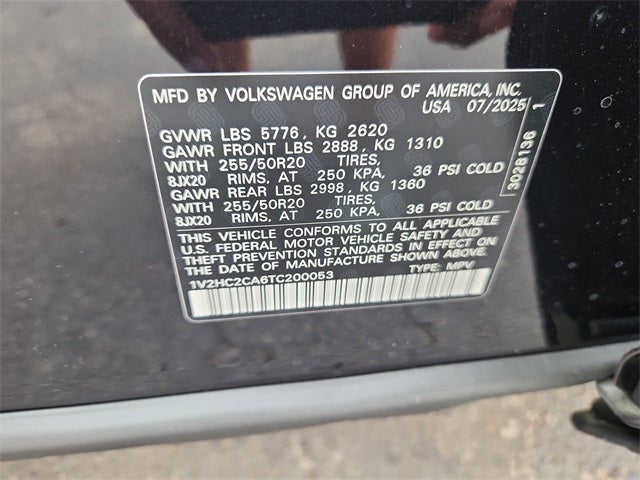 MFD BY VOLKSWAGEN GROUP OF AMERICA, INC.
USA 07/2025
GVWR LBS 5776, KG 2620
GAWR FRONT LBS 2888, KG 1310
WITH 255/50R20 TIRES,
8JX20 RIMS, AT 250 KPA, 36 PSI COLD
GAWR REAR LBS 2998, KG 1360
WITH 255/50R20 TIRES,
8JX20 RIMS, AT 250 KPA, 36 PSI COLD
THIS VEHICLE CONFORMS TO ALL APPLICABLE
U.S. FEDERAL MOTOR VEHICLE SAFETY AND
THEFT PREVENTION STANDARDS IN EFFECT ON
THE DATE OF MANUFACTURE SHOWN ABOVE.
1V2HC2CA6TC200053 TYPE: MPV
3028136 1